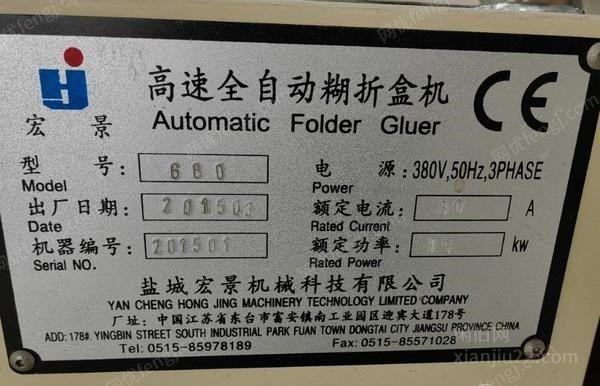 高速全自动糊折盒机
宏景 Automatic Folder Gluer CE
型号: 680 电源:380V,50Hz,3PHASE
Model Power
出厂日期: 201503 额定电流: A
Date Rated Current
机器编号: 201501 额定功率: kw
Serial NO. Rated Power
盐城宏景机械科技有限公司
YAN CHENG HONG JING MACHINERY TECHNOLOGY LIMITED COMPANY
厂址:中国江苏省东台市富安镇南工业园区迎宾大道178号
ADD:178#.YINGBIN STREET SOUTH INDUSTRIAL PARK FUAN TOWN DONGTAI CITY JIANGSU PROVINCE CHINA
Tel: 0515-85978189 Fax:0515-85571028